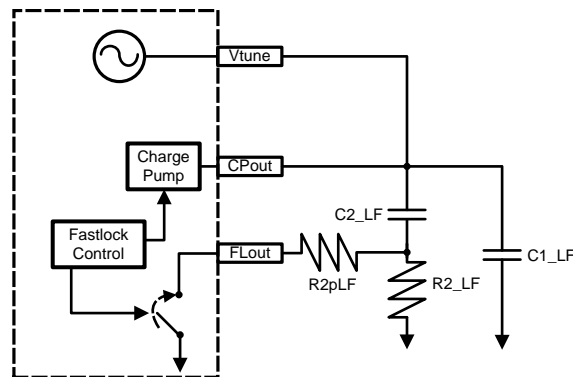 Vtune
Charge
Pump
CPout
C2_LF
Fastlock
Control
FLout
R2pLF
R2_LF
C1_LF